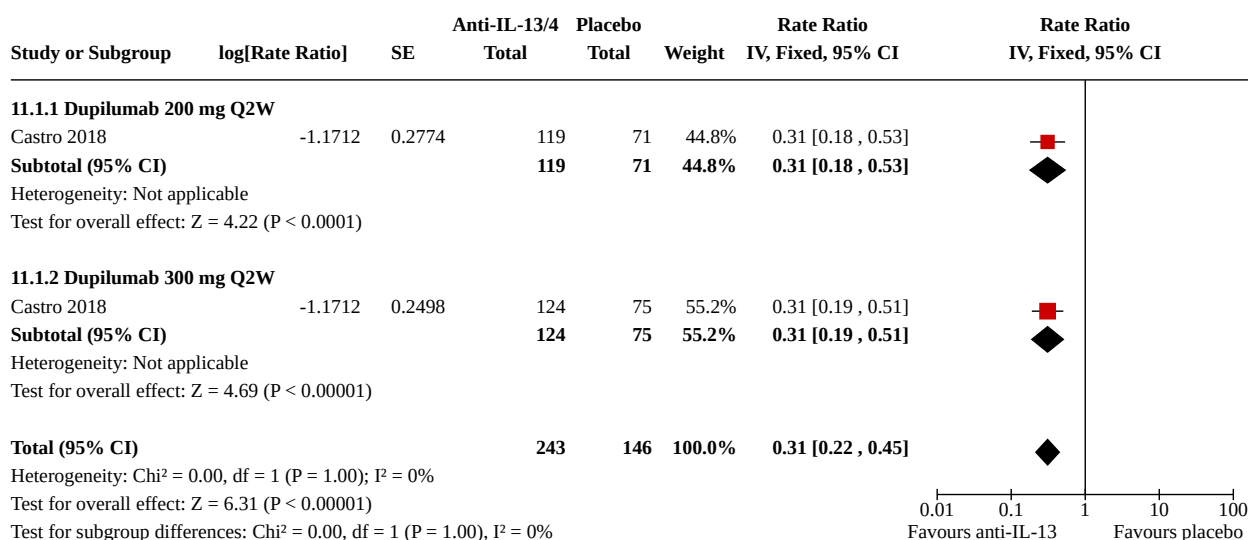 Anti-IL-13/4 Placebo Rate Ratio Rate Ratio
Study or Subgroup log[Rate Ratio] SE Total Total Weight IV, Fixed, 95% CI IV, Fixed, 95% CI
11.1.1 Dupilumab 200 mg Q2W
Castro 2018 -1.1712 0.2774 119 71 44.8% 0.31 [0.18 , 0.53]
Subtotal (95% CI) 119 71 44.8% 0.31 [0.18 , 0.53]
Heterogeneity: Not applicable
Test for overall effect: Z = 4.22 (P < 0.0001)
11.1.2 Dupilumab 300 mg Q2W
Castro 2018 -1.1712 0.2498 124 75 55.2% 0.31 [0.19 , 0.51]
Subtotal (95% CI) 124 75 55.2% 0.31 [0.19 , 0.51]
Heterogeneity: Not applicable
Test for overall effect: Z = 4.69 (P < 0.00001)
Total (95% CI) 243 146 100.0% 0.31 [0.22 , 0.45]
Heterogeneity: Chi² = 0.00, df = 1 (P = 1.00); I² = 0%
Test for overall effect: Z = 6.31 (P < 0.00001)
0.01 0.1 1 10 100
Test for subgroup differences: Chi² = 0.00, df = 1 (P = 1.00), I² = 0% Favours anti-IL-13 Favours placebo